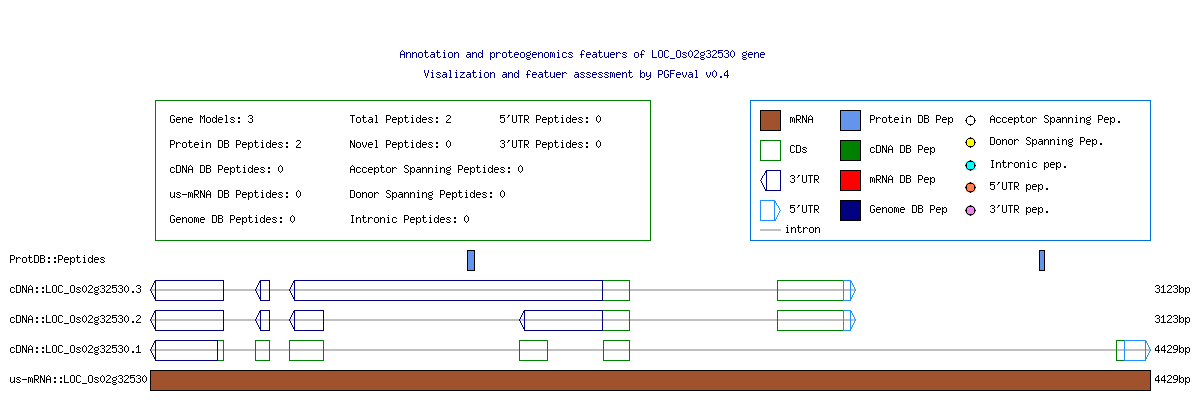 Annotation and proteogenomics featuers of LOC_Os02g32530 gene
Visalization and featuer assessment by PGFeval v0.4
Gene Models: 3
Total Peptides: 2
5'UTR Peptides: 0
Protein DB Peptides: 2
Novel Peptides: 0
3'UTR Peptides: 0
cDNA DB Peptides: 0
Acceptor Spanning Peptides: 0
us-mRNA DB Peptides: 0
Donor Spanning Peptides: 0
Genome DB Peptides: 0
Intronic Peptides: 0
mRNA
Protein DB Pep
Acceptor Spanning Pep.
CDs
cDNA DB Pep
Donor Spanning Pep.
3'UTR
mRNA DB Pep
Intronic pep.
5'UTR
Genome DB Pep
5'UTR pep.
3'UTR pep.
intron
ProtDB::Peptides
cDNA::LOC_Os02g32530.3 3123bp
cDNA::LOC_Os02g32530.2 3123bp
cDNA::LOC_Os02g32530.1 4429bp
us-mRNA::LOC_Os02g32530 4429bp